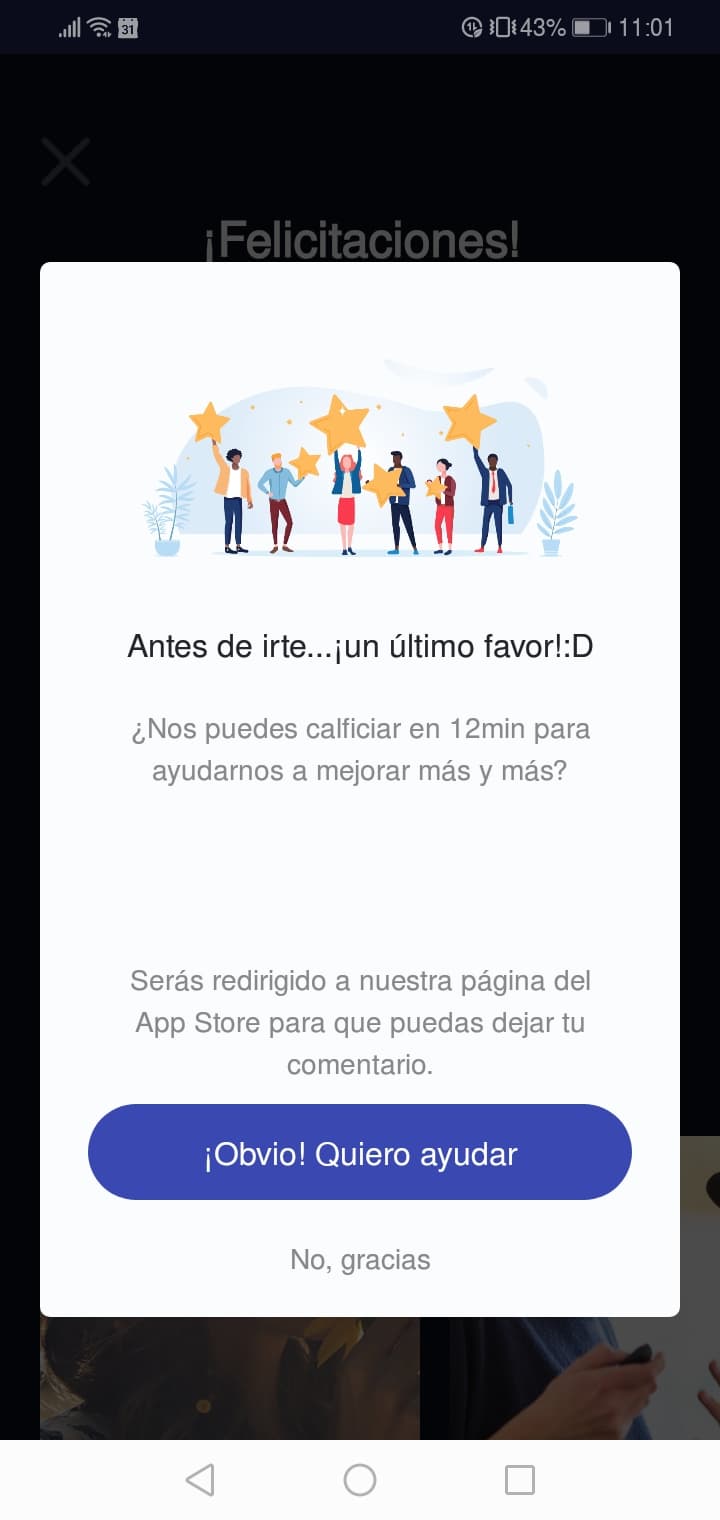 31 43% 11:01
¡Felicitaciones!
Antes de irte...¡un último favor!:D
¿Nos puedes calficiar en 12min para
ayudarnos a mejorar más y más?
Serás redirigido a nuestra página del
App Store para que puedas dejar tu
comentario.
¡Obvio! Quiero ayudar
No, gracias